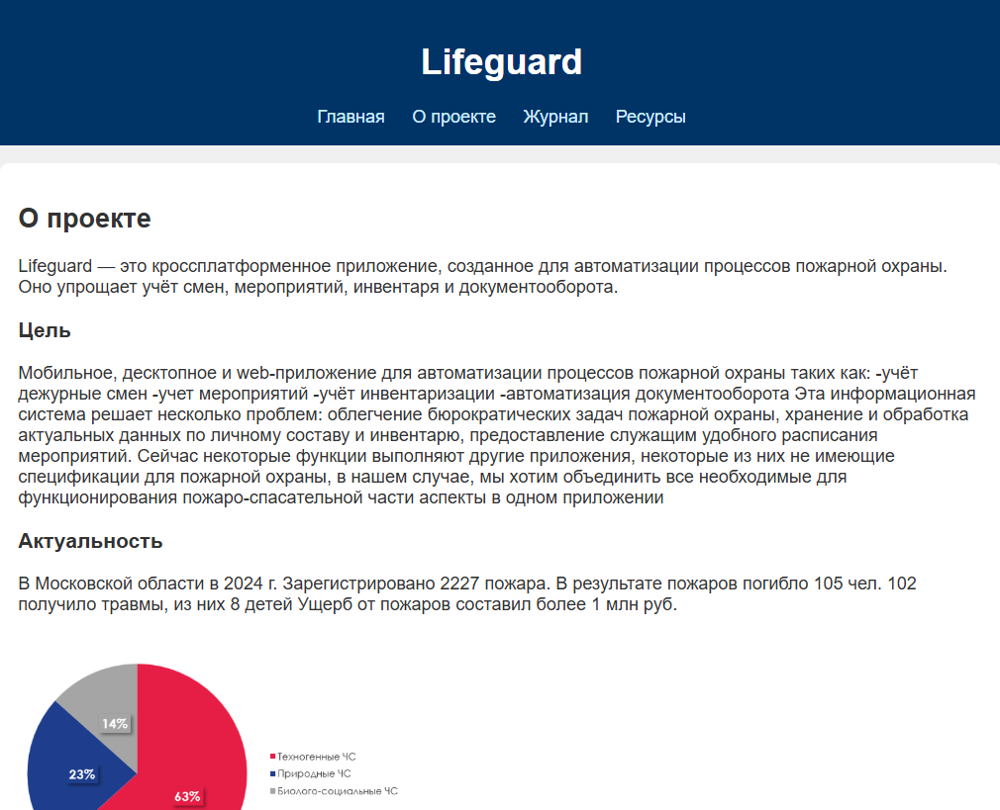 Lifeguard
Главная О проекте Журнал Ресурсы
О проекте
Lifeguard — это кроссплатформенное приложение, созданное для автоматизации процессов пожарной охраны.
Оно упрощает учёт смен, мероприятий, инвентаря и документооборота.
Цель
Мобильное, десктопное и web-приложение для автоматизации процессов пожарной охраны таких как: -учёт
дежурные смен -учет мероприятий -учёт инвентаризации -автоматизация документооборота Эта информационная
система решает несколько проблем: облегчение бюрократических задач пожарной охраны, хранение и обработка
актуальных данных по личному составу и инвентарю, предоставление служащим удобного расписания
мероприятий. Сейчас некоторые функции выполняют другие приложения, некоторые из них не имеющие
спецификации для пожарной охраны, в нашем случае, мы хотим объединить все необходимые для
функционирования пожаро-спасательной части аспекты в одном приложении
Актуальность
В Московской области в 2024 г. Зарегистрировано 2227 пожара. В результате пожаров погибло 105 чел. 102
получило травмы, из них 8 детей Ущерб от пожаров составил более 1 млн руб.
14%
23%
63%
Техногенные ЧС
Природные ЧС
Биолого-социальные ЧС